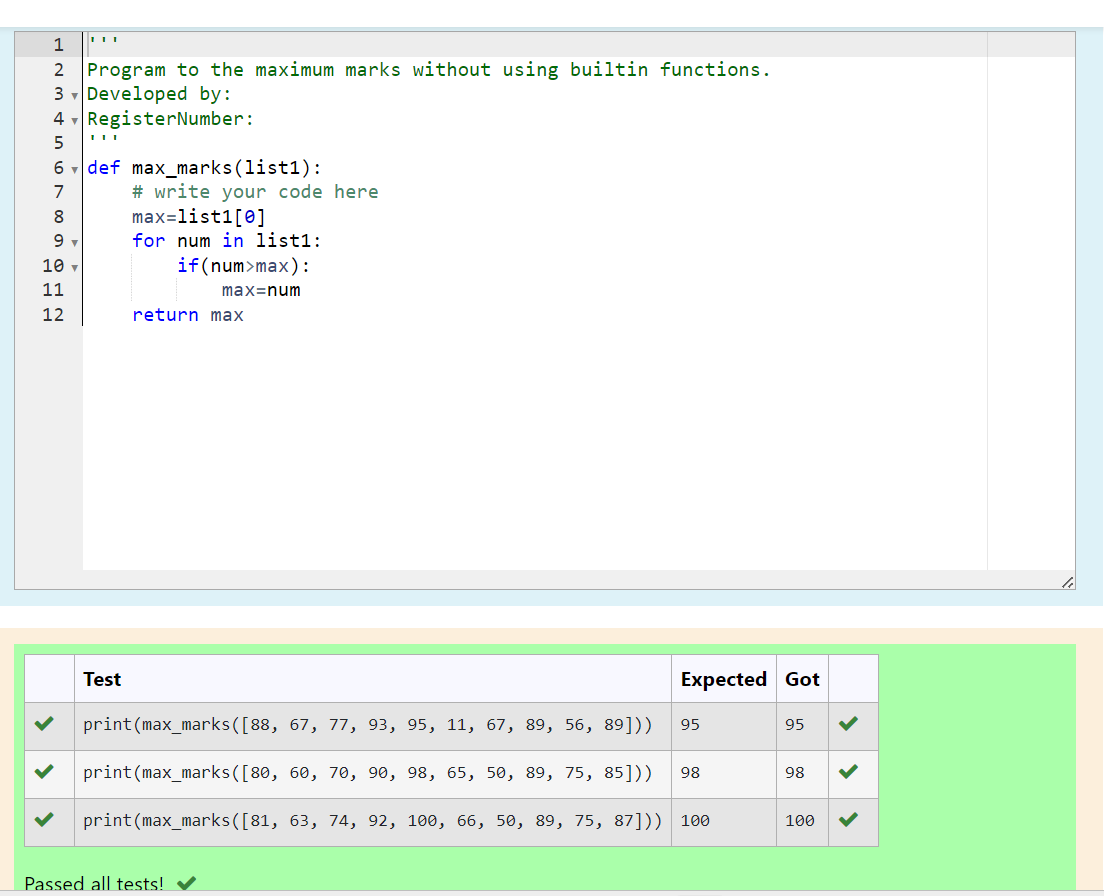 1 '''
2 Program to the maximum marks without using builtin functions.
3 Developed by:
4 RegisterNumber:
5 '''
6 def max_marks(list1):
7     # write your code here
8     max=list1[0]
9     for num in list1:
10         if(num>max):
11             max=num
12     return max
Test Expected Got
print(max_marks([88, 67, 77, 93, 95, 11, 67, 89, 56, 89])) 95 95
print(max_marks([80, 60, 70, 90, 98, 65, 50, 89, 75, 85])) 98 98
print(max_marks([81, 63, 74, 92, 100, 66, 50, 89, 75, 87])) 100 100
Passed all tests!